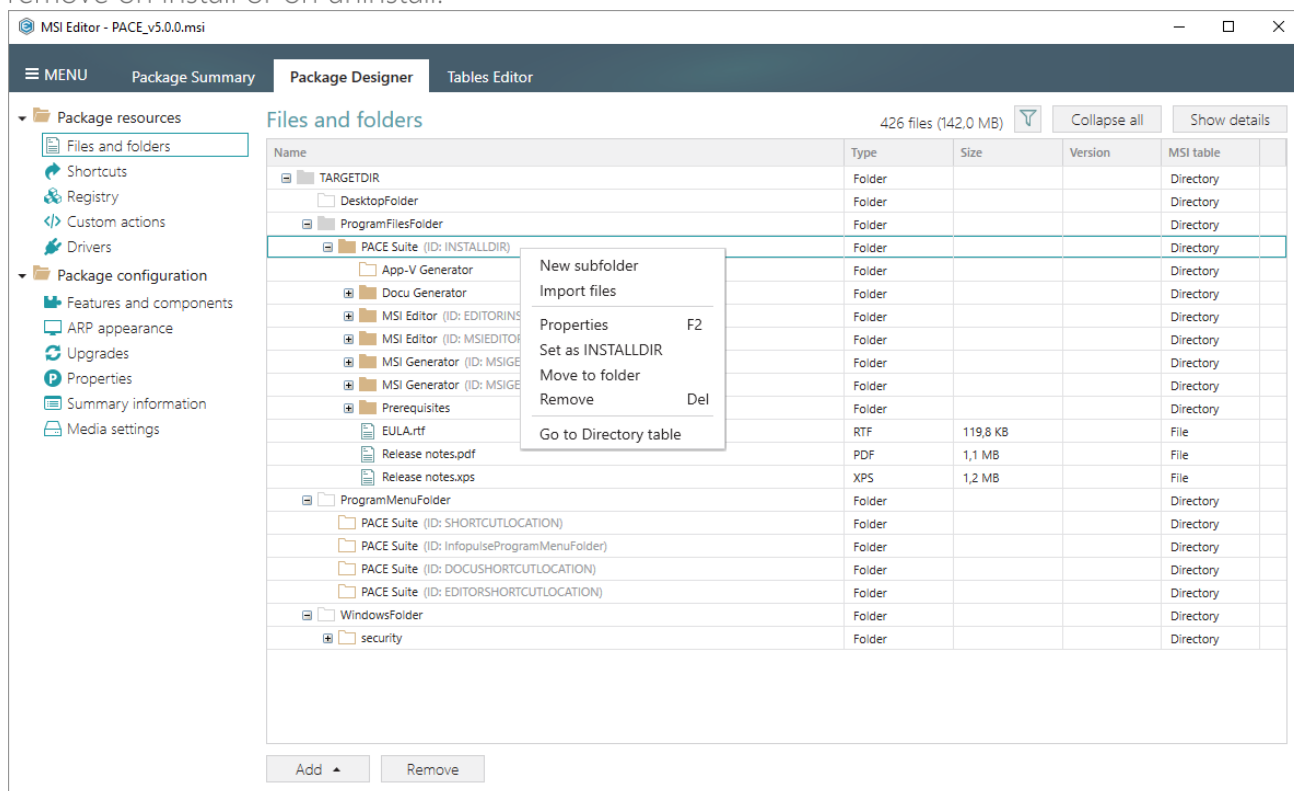 remove on install or on uninstall.
MSI Editor - PACE_v5.0.0.msi
MENU Package Summary Package Designer Tables Editor
Package resources
Files and folders
Shortcuts
Registry
Custom actions
Drivers
Package configuration
Features and components
ARP appearance
Upgrades
Properties
Summary information
Media settings
Files and folders 426 files (142,0 MB) Collapse all Show details
Name Type Size Version MSI table
TARGETDIR Folder Directory
DesktopFolder Folder Directory
ProgramFilesFolder Folder Directory
PACE Suite (ID: INSTALLDIR) Folder Directory
App-V Generator Folder Directory
Docu Generator Folder Directory
MSI Editor (ID: EDITORINS Folder Directory
MSI Editor (ID: MSIEDITOR Folder Directory
MSI Generator (ID: MSIGE Folder Directory
MSI Generator (ID: MSIGE Folder Directory
Prerequisites Folder Directory
EULA.rtf RTF 119,8 KB File
Release notes.pdf PDF 1,1 MB File
Release notes.xps XPS 1,2 MB File
ProgramMenuFolder Folder Directory
PACE Suite (ID: SHORTCUTLOCATION) Folder Directory
PACE Suite (ID: InfopulseProgramMenuFolder) Folder Directory
PACE Suite (ID: DOCUSHORTCUTLOCATION) Folder Directory
PACE Suite (ID: EDITORSHORTCUTLOCATION) Folder Directory
WindowsFolder Folder Directory
security Folder Directory
New subfolder
Import files
Properties F2
Set as INSTALLDIR
Move to folder
Remove Del
Go to Directory table
Add Remove